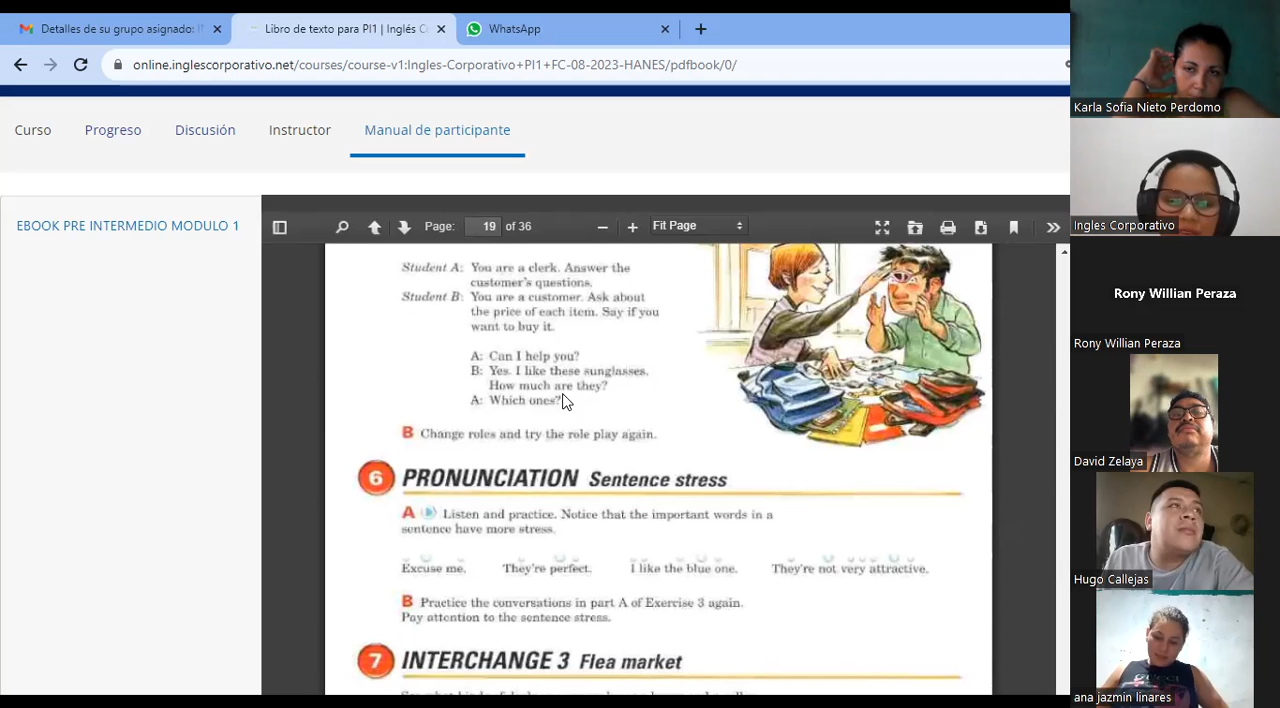 Detalles de su grupo asignado: I
Libro de texto para PI1 | Inglés C
WhatsApp
online.inglescorporativo.net/courses/course-v1:Ingles-Corporativo+PI1+FC-08-2023-HANES/pdfbook/0/
Curso
Progreso
Discusión
Instructor
Manual de participante
EBOOK PRE INTERMEDIO MODULO 1
Page: 19 of 36
Fit Page
Student A: You are a clerk. Answer the
customer's questions.
Student B: You are a customer. Ask about
the price of each item. Say if you
want to buy it.
A: Can I help you?
B: Yes. I like these sunglasses.
How much are they?
A: Which ones?
B Change roles and try the role play again.
6 PRONUNCIATION Sentence stress
A Listen and practice. Notice that the important words in a
sentence have more stress.
Excuse me. They're perfect. I like the blue one. They're not very attractive.
B Practice the conversations in part A of Exercise 3 again.
Pay attention to the sentence stress.
7 INTERCHANGE 3 Flea market
Karla Sofia Nieto Perdomo
Ingles Corporativo
Rony Willian Peraza
Rony Willian Peraza
David Zelaya
Hugo Callejas
GUCCI
ana jazmin linares